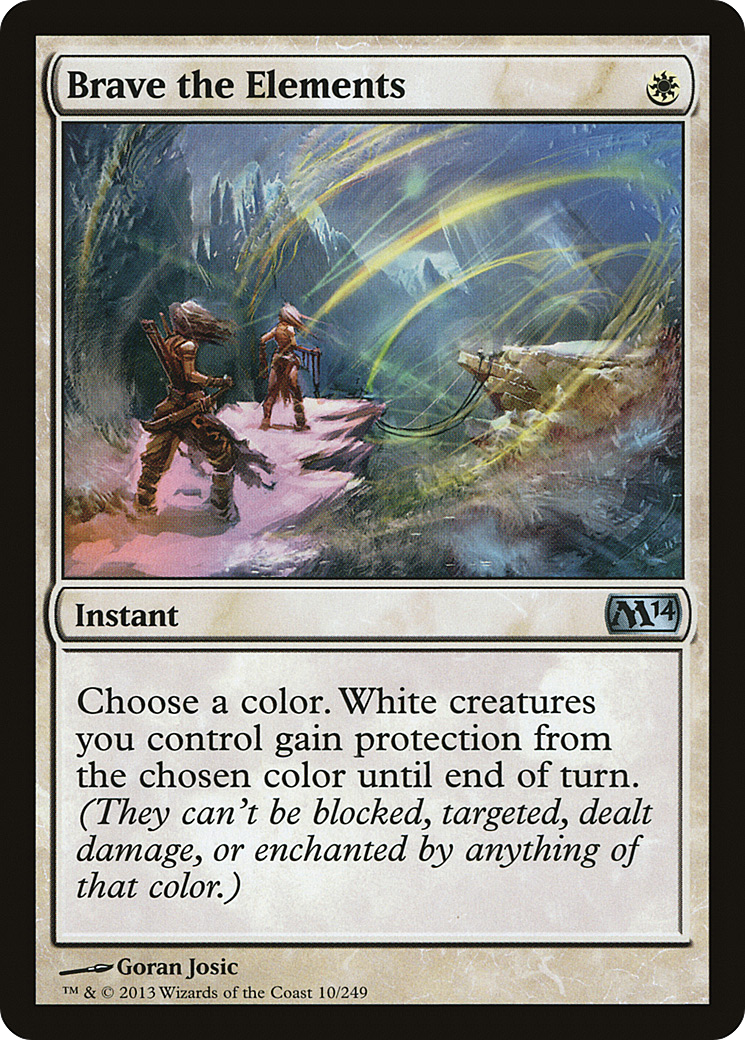 Brave the Elements
Instant
M14
Choose a color. White creatures
you control gain protection from
the chosen color until end of turn.
(They can't be blocked, targeted, dealt
damage, or enchanted by anything of
that color.)
Goran Josic
™ & © 2013 Wizards of the Coast 10/249